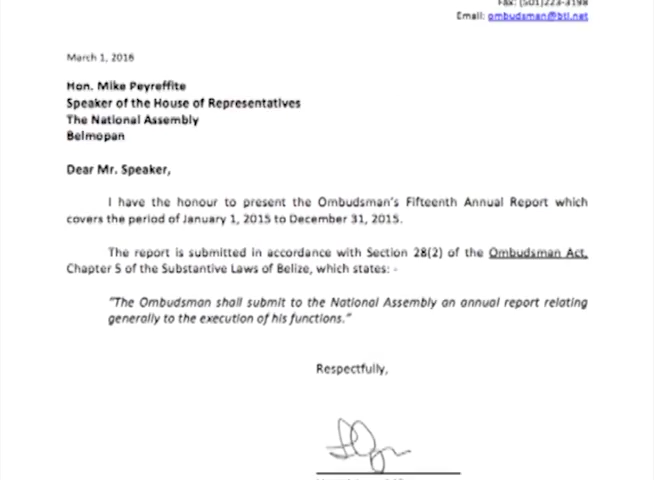 Fax: (501)223-3198
Email: ombudsman@btl.net
March 1, 2016
Hon. Mike Peyreffite
Speaker of the House of Representatives
The National Assembly
Belmopan
Dear Mr. Speaker,
I have the honour to present the Ombudsman's Fifteenth Annual Report which
covers the period of January 1, 2015 to December 31, 2015.
The report is submitted in accordance with Section 28(2) of the Ombudsman Act,
Chapter 5 of the Substantive Laws of Belize, which states: -
"The Ombudsman shall submit to the National Assembly an annual report relating
generally to the execution of his functions."
Respectfully,